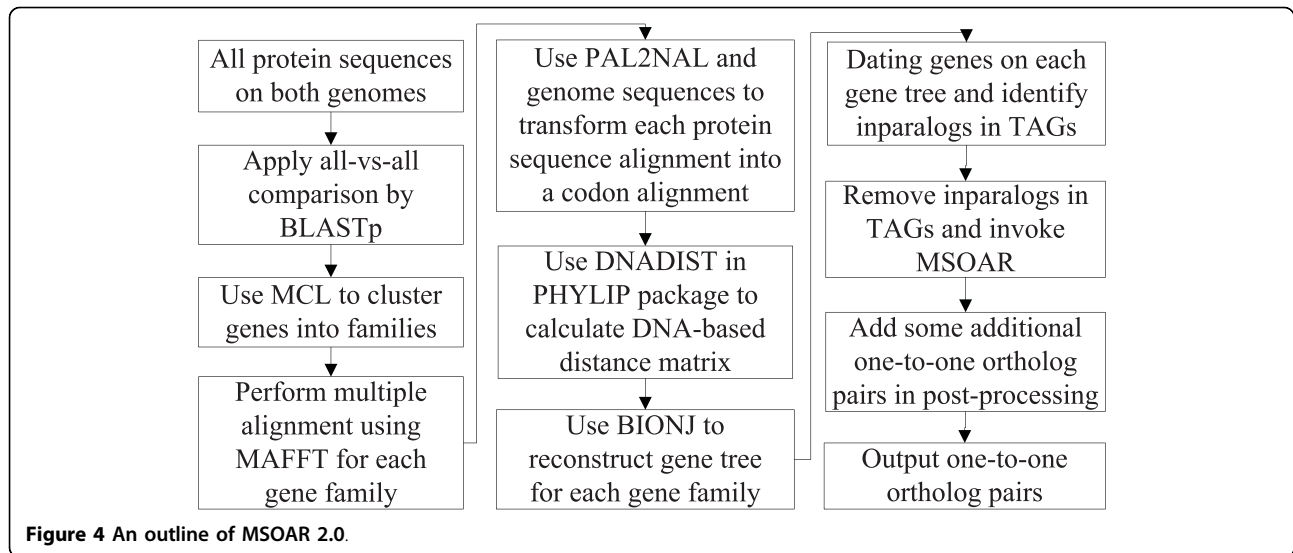 All protein sequences
on both genomes
Apply all-vs-all
comparison by
BLASTp
Use MCL to cluster
genes into families
Perform multiple
alignment using
MAFFT for each
gene family
Use PAL2NAL and
genome sequences to
transform each protein
sequence alignment into
a codon alignment
Use DNADIST in
PHYLIP package to
calculate DNA-based
distance matrix
Use BIONJ to
reconstruct gene tree
for each gene family
Dating genes on each
gene tree and identify
inparalogs in TAGs
Remove inparalogs in
TAGs and invoke
MSOAR
Add some additional
one-to-one ortholog
pairs in post-processing
Output one-to-one
ortholog pairs
Figure 4 An outline of MSOAR 2.0.